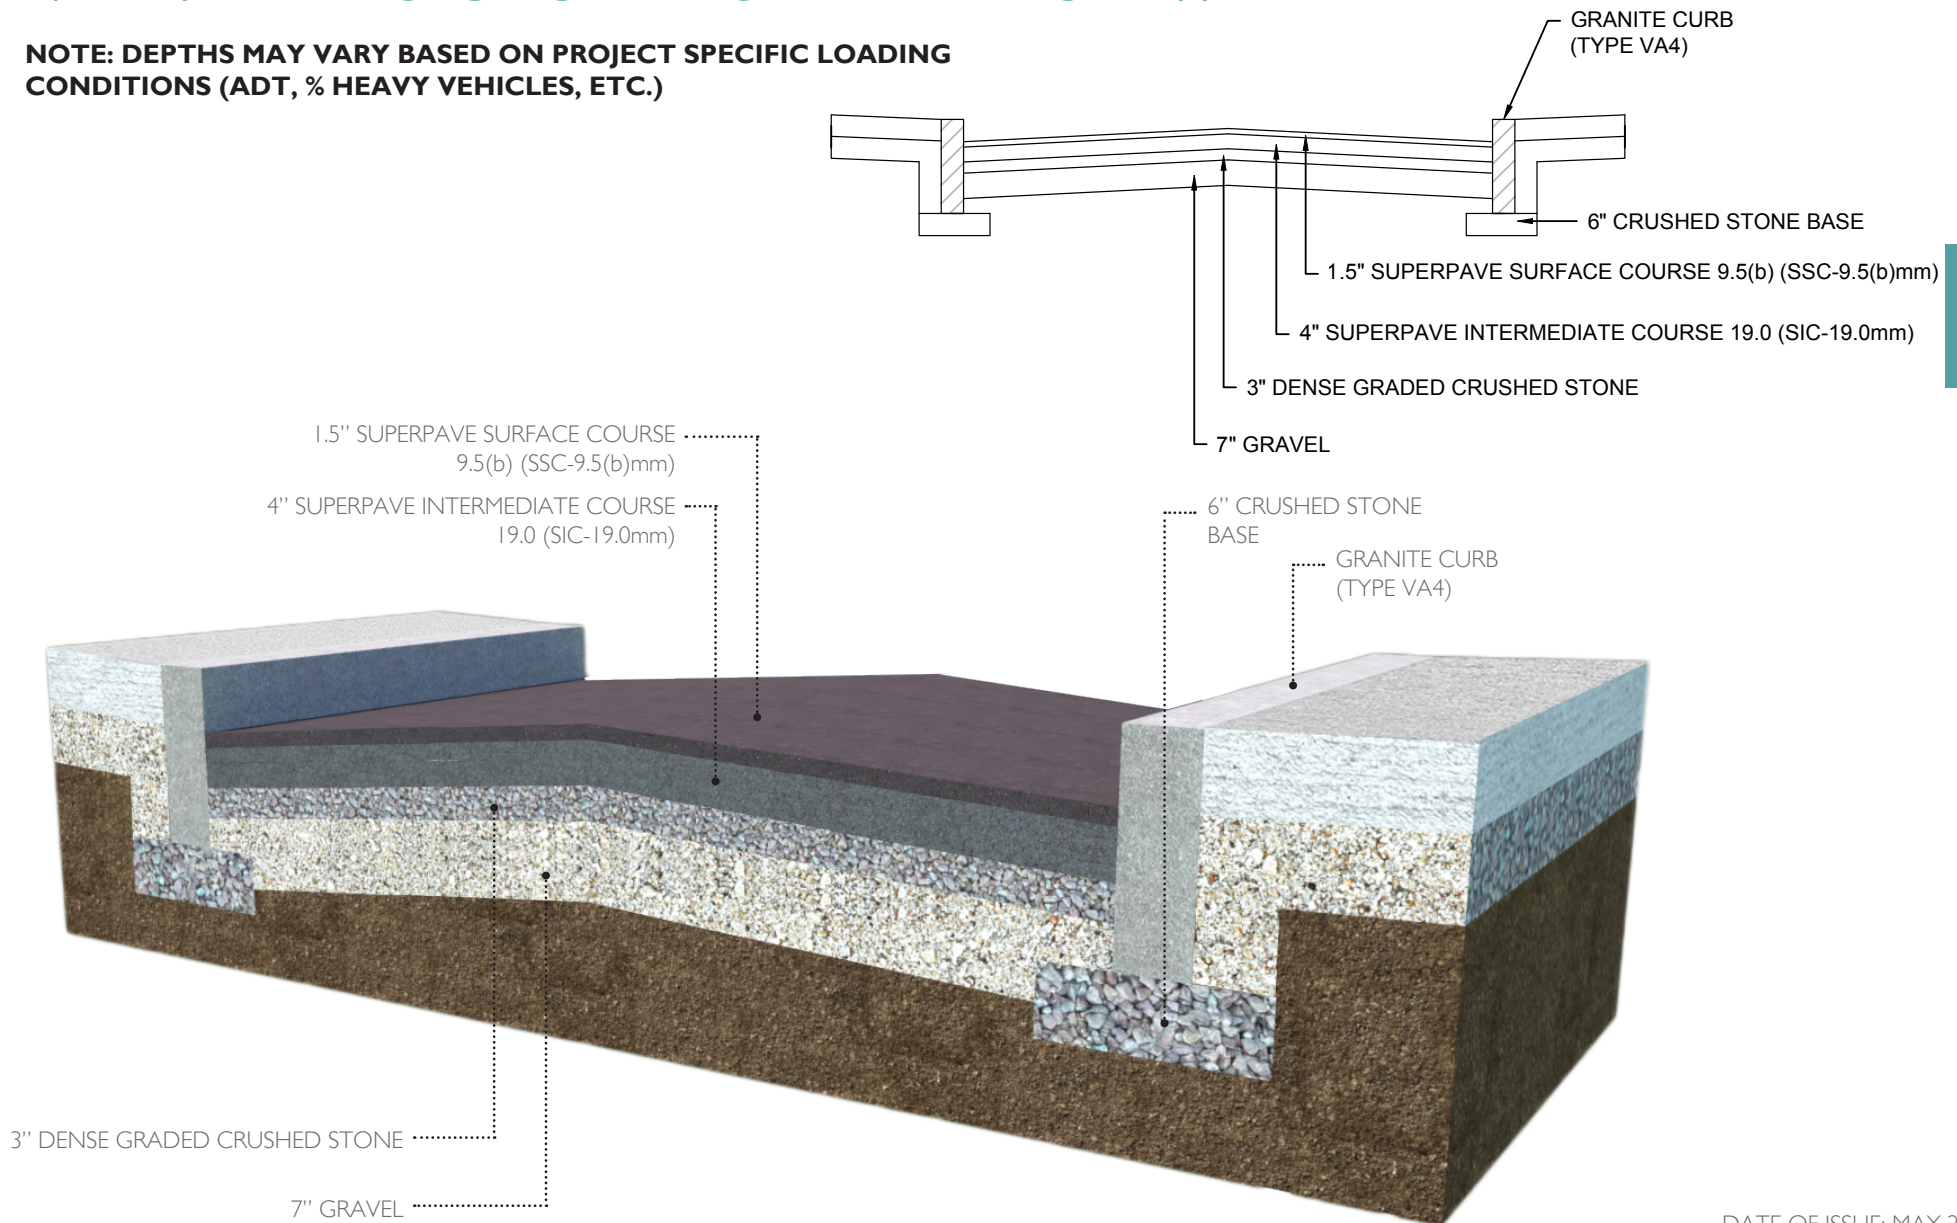 NOTE: DEPTHS MAY VARY BASED ON PROJECT SPECIFIC LOADING
CONDITIONS (ADT, % HEAVY VEHICLES, ETC.)
GRANITE CURB
(TYPE VA4)
6" CRUSHED STONE BASE
1.5" SUPERPAVE SURFACE COURSE 9.5(b) (SSC-9.5(b)mm)
4" SUPERPAVE INTERMEDIATE COURSE 19.0 (SIC-19.0mm)
3" DENSE GRADED CRUSHED STONE
7" GRAVEL
1.5'' SUPERPAVE SURFACE COURSE
9.5(b) (SSC-9.5(b)mm)
4'' SUPERPAVE INTERMEDIATE COURSE
19.0 (SIC-19.0mm)
6'' CRUSHED STONE
BASE
GRANITE CURB
(TYPE VA4)
3'' DENSE GRADED CRUSHED STONE
7'' GRAVEL
DATE OF ISSUE: MAY